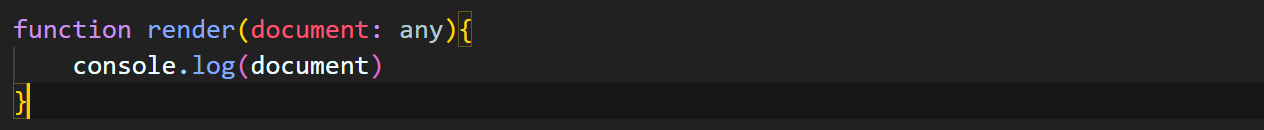 function render(document: any){
    console.log(document)
}